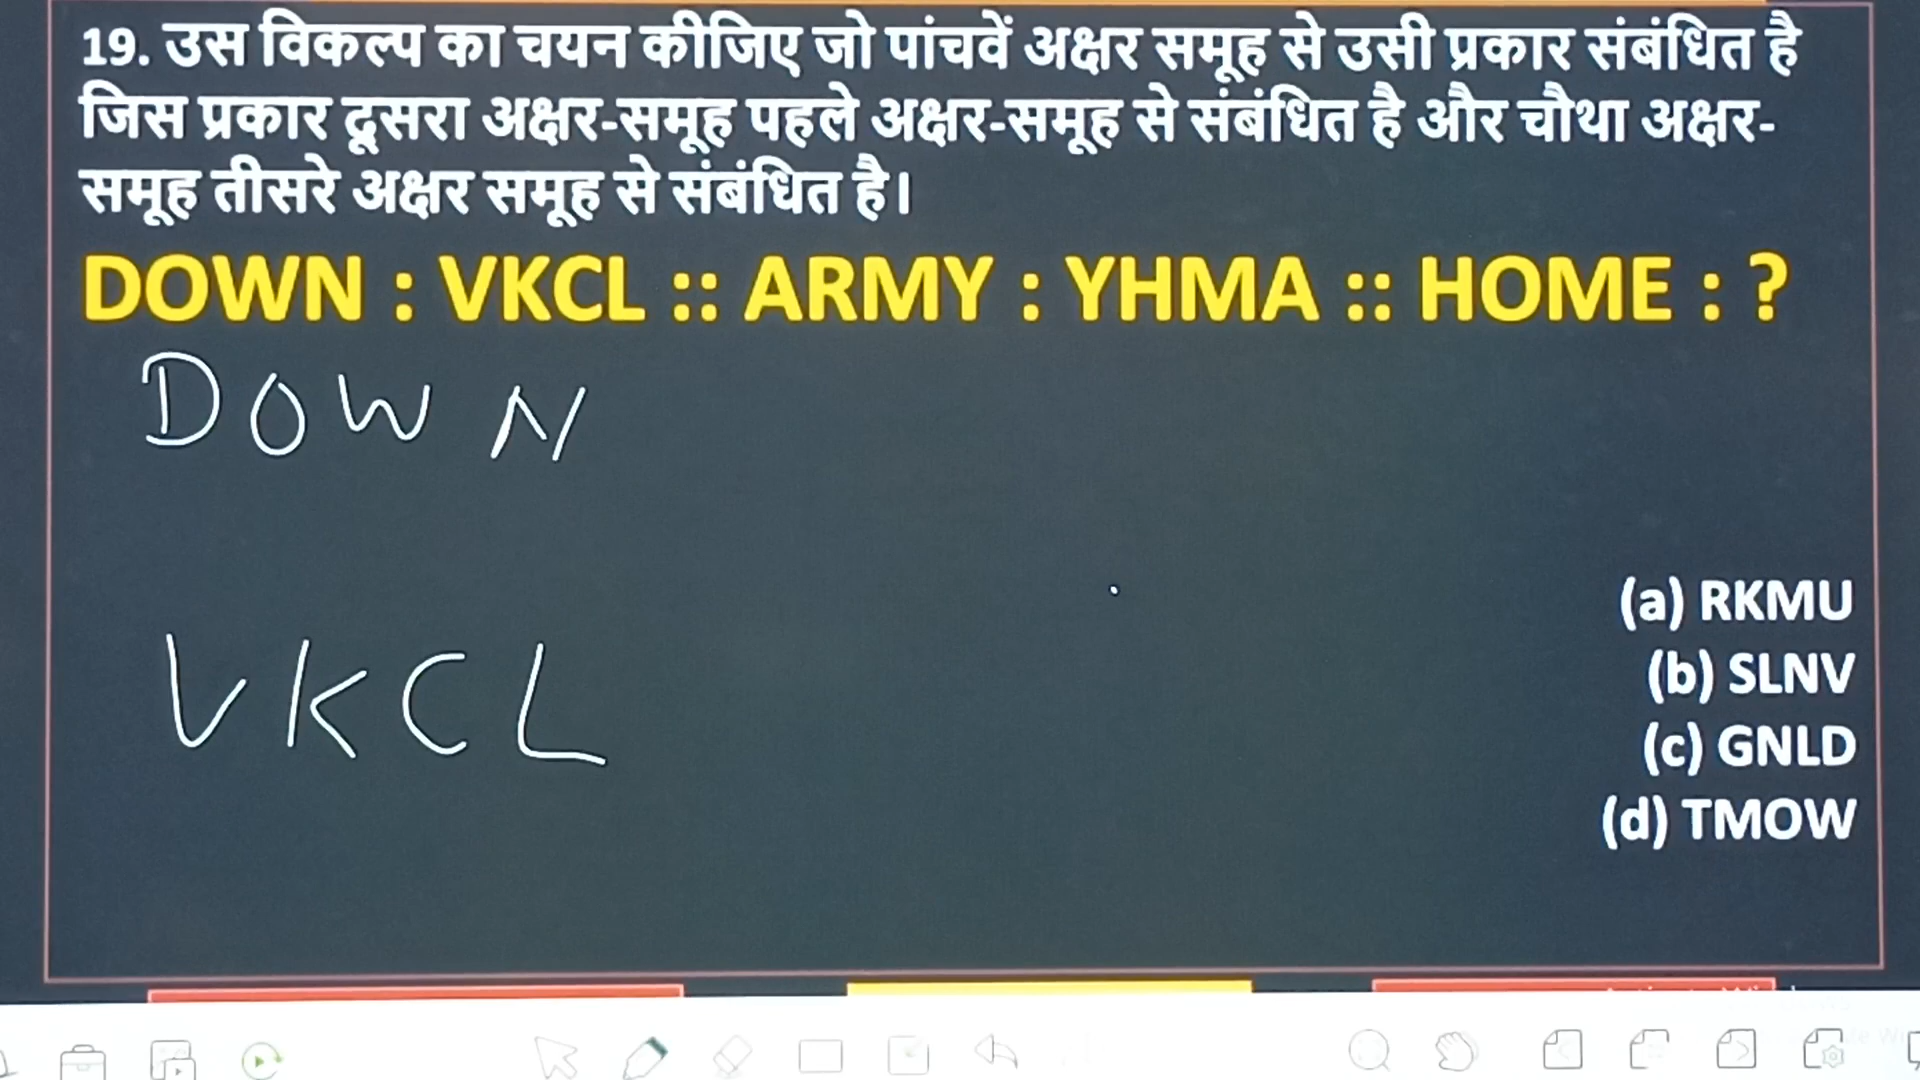 19. उस विकल्प का चयन कीजिए जो पांचवें अक्षर समूह से उसी प्रकार संबंधित है
जिस प्रकार दूसरा अक्षर-समूह पहले अक्षर-समूह से संबंधित है और चौथा अक्षर-
समूह तीसरे अक्षर समूह से संबंधित है।
DOWN : VKCL :: ARMY : YHMA :: HOME : ?
DOWN
VKCL
(a) RKMU
(b) SLNV
(c) GNLD
(d) TMOW